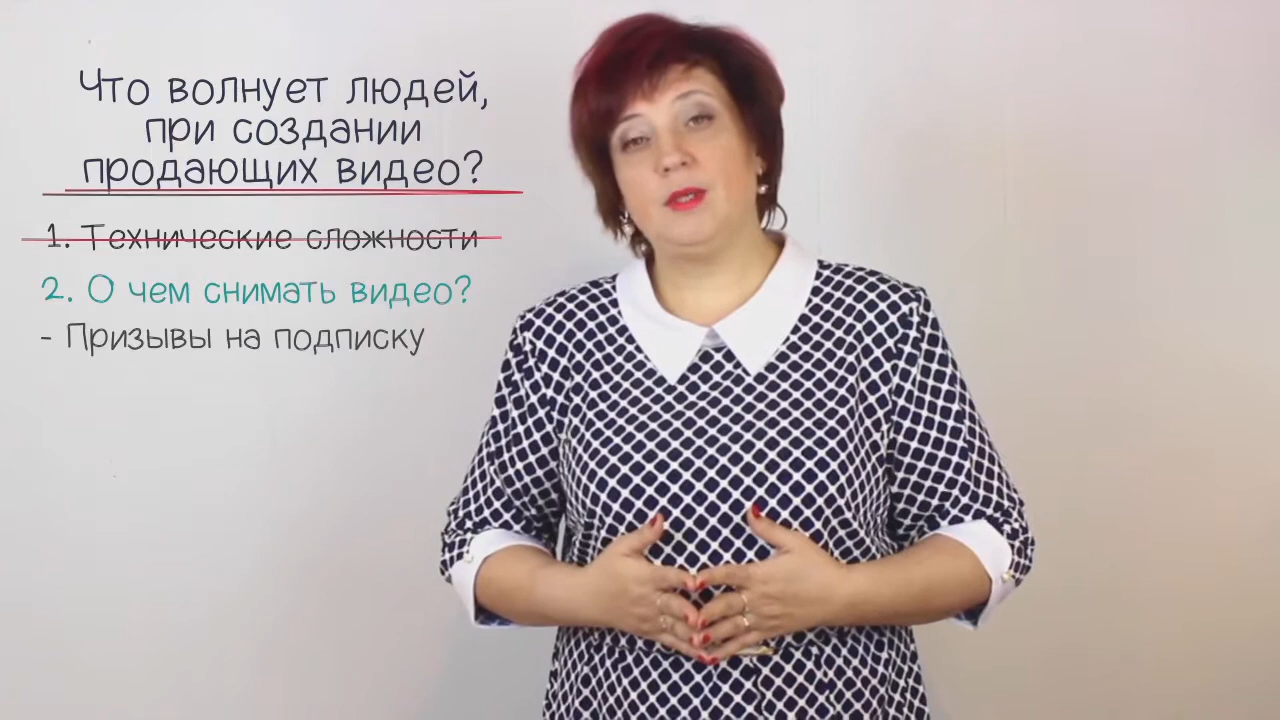 Что волнует людей,
при создании
продающих видео?
1. Технические сложности
2. О чем снимать видео?
- Призывы на подписку